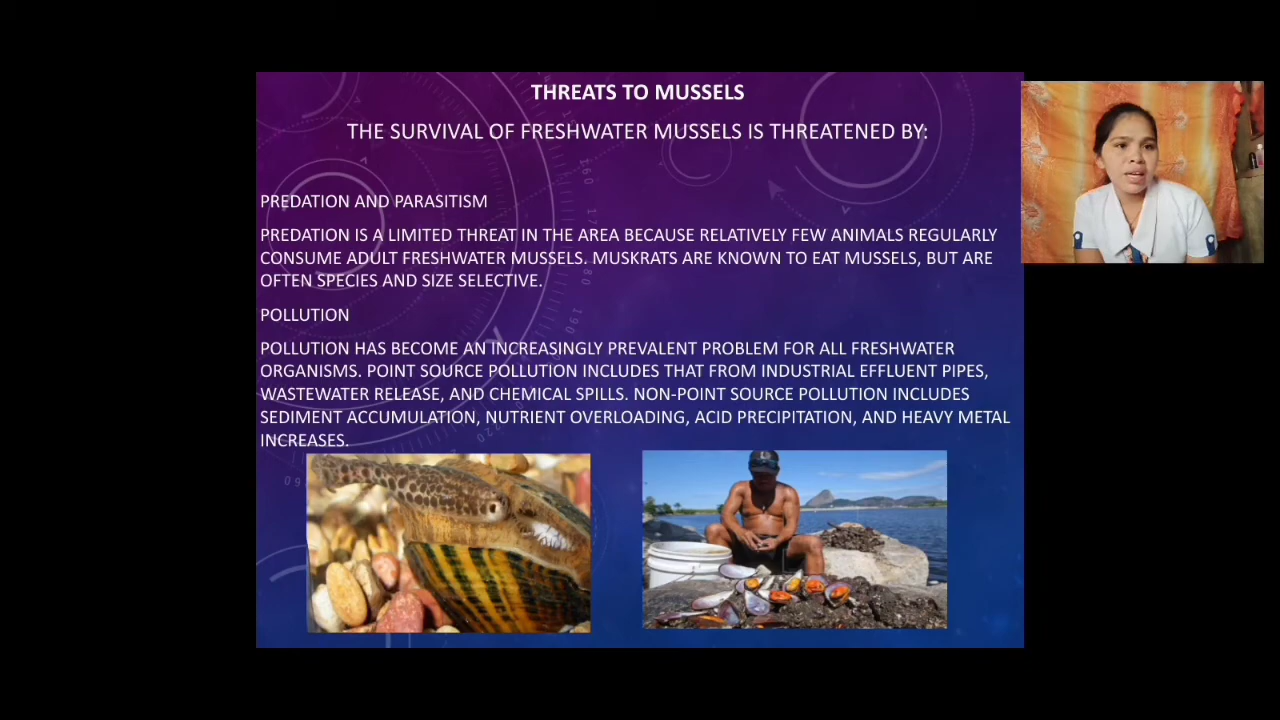 THREATS TO MUSSELS
THE SURVIVAL OF FRESHWATER MUSSELS IS THREATENED BY:
PREDATION AND PARASITISM
PREDATION IS A LIMITED THREAT IN THE AREA BECAUSE RELATIVELY FEW ANIMALS REGULARLY
CONSUME ADULT FRESHWATER MUSSELS. MUSKRATS ARE KNOWN TO EAT MUSSELS, BUT ARE
OFTEN SPECIES AND SIZE SELECTIVE.
POLLUTION
POLLUTION HAS BECOME AN INCREASINGLY PREVALENT PROBLEM FOR ALL FRESHWATER
ORGANISMS. POINT SOURCE POLLUTION INCLUDES THAT FROM INDUSTRIAL EFFLUENT PIPES,
WASTEWATER RELEASE, AND CHEMICAL SPILLS. NON-POINT SOURCE POLLUTION INCLUDES
SEDIMENT ACCUMULATION, NUTRIENT OVERLOADING, ACID PRECIPITATION, AND HEAVY METAL
INCREASES.